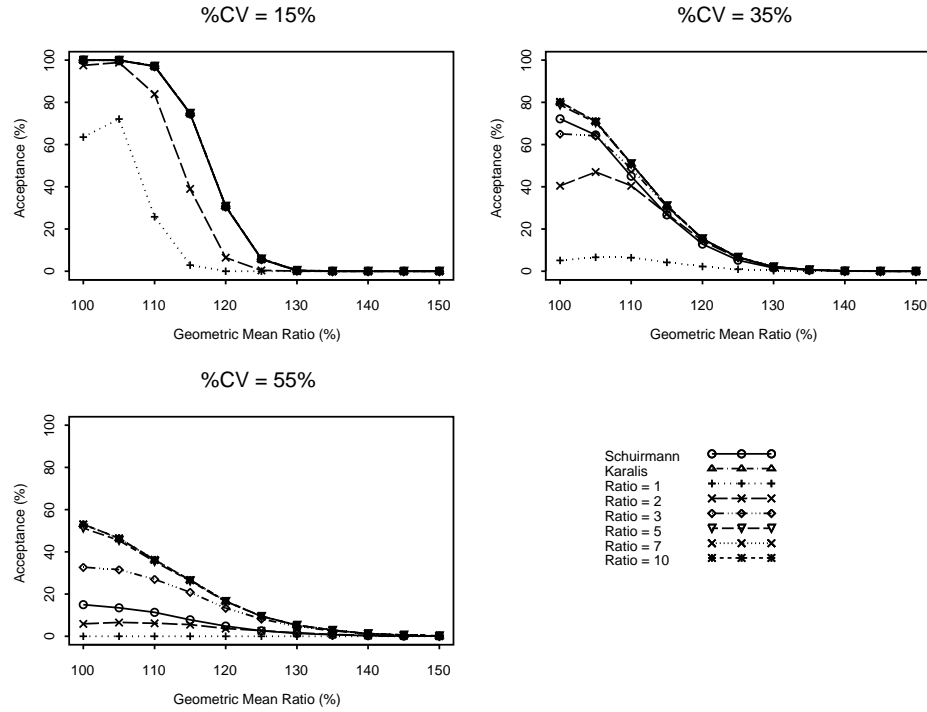 %CV = 15%
Acceptance (%)
0 20 40 60 80 100
100 110 120 130 140 150
Geometric Mean Ratio (%)
%CV = 35%
Acceptance (%)
0 20 40 60 80 100
100 110 120 130 140 150
Geometric Mean Ratio (%)
%CV = 55%
Acceptance (%)
0 20 40 60 80 100
100 110 120 130 140 150
Geometric Mean Ratio (%)
Schuirmann
Karalis
Ratio = 1
Ratio = 2
Ratio = 3
Ratio = 5
Ratio = 7
Ratio = 10